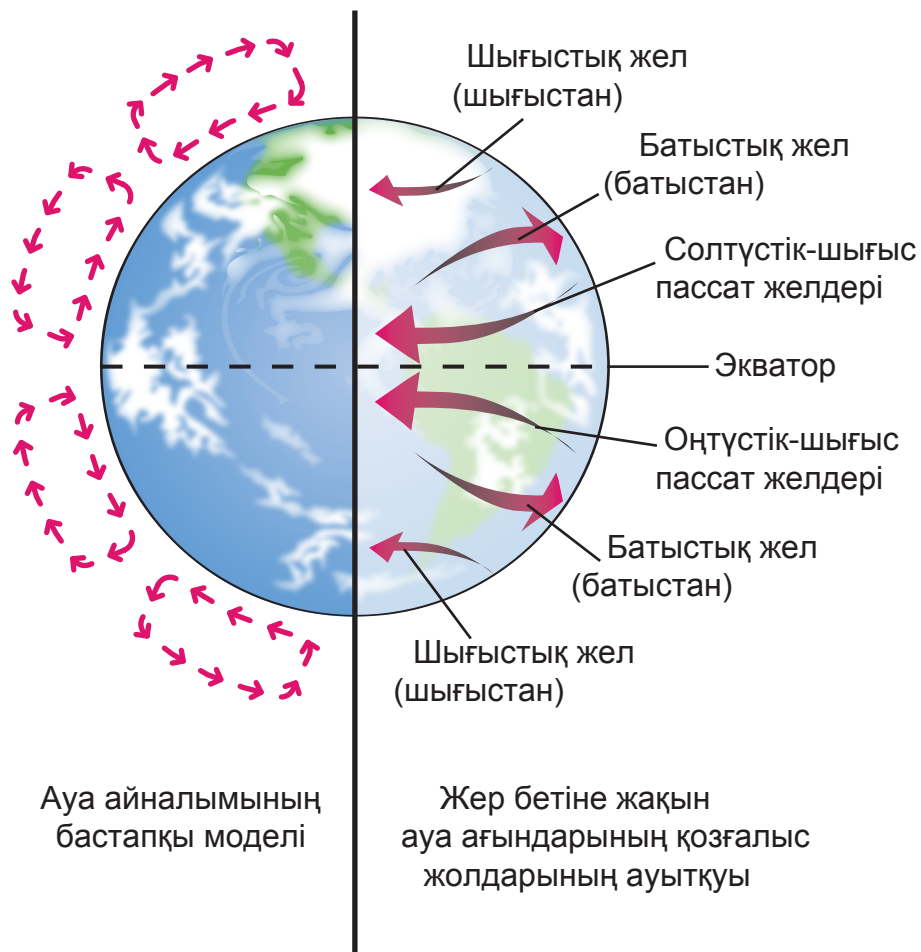 Шығыстық жел
(шығыстан)
Батыстық жел
(батыстан)
Солтүстік-шығыс
пассат желдері
Экватор
Оңтүстік-шығыс
пассат желдері
Батыстық жел
(батыстан)
Шығыстық жел
(шығыстан)
Ауа айналымының
бастапқы моделі
Жер бетіне жақын
ауа ағындарының қозғалыс
жолдарының ауытқуы